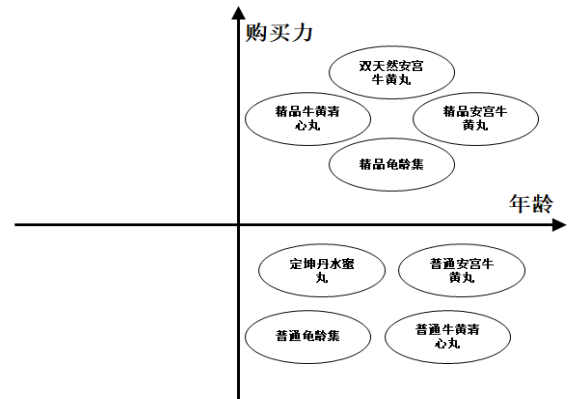 购买力
双天然安宫
牛黄丸
精品牛黄清
心丸
精品安宫牛
黄丸
精品龟龄集
年龄
定坤丹水蜜
丸
普通安宫牛
黄丸
普通龟龄集
普通牛黄清
心丸